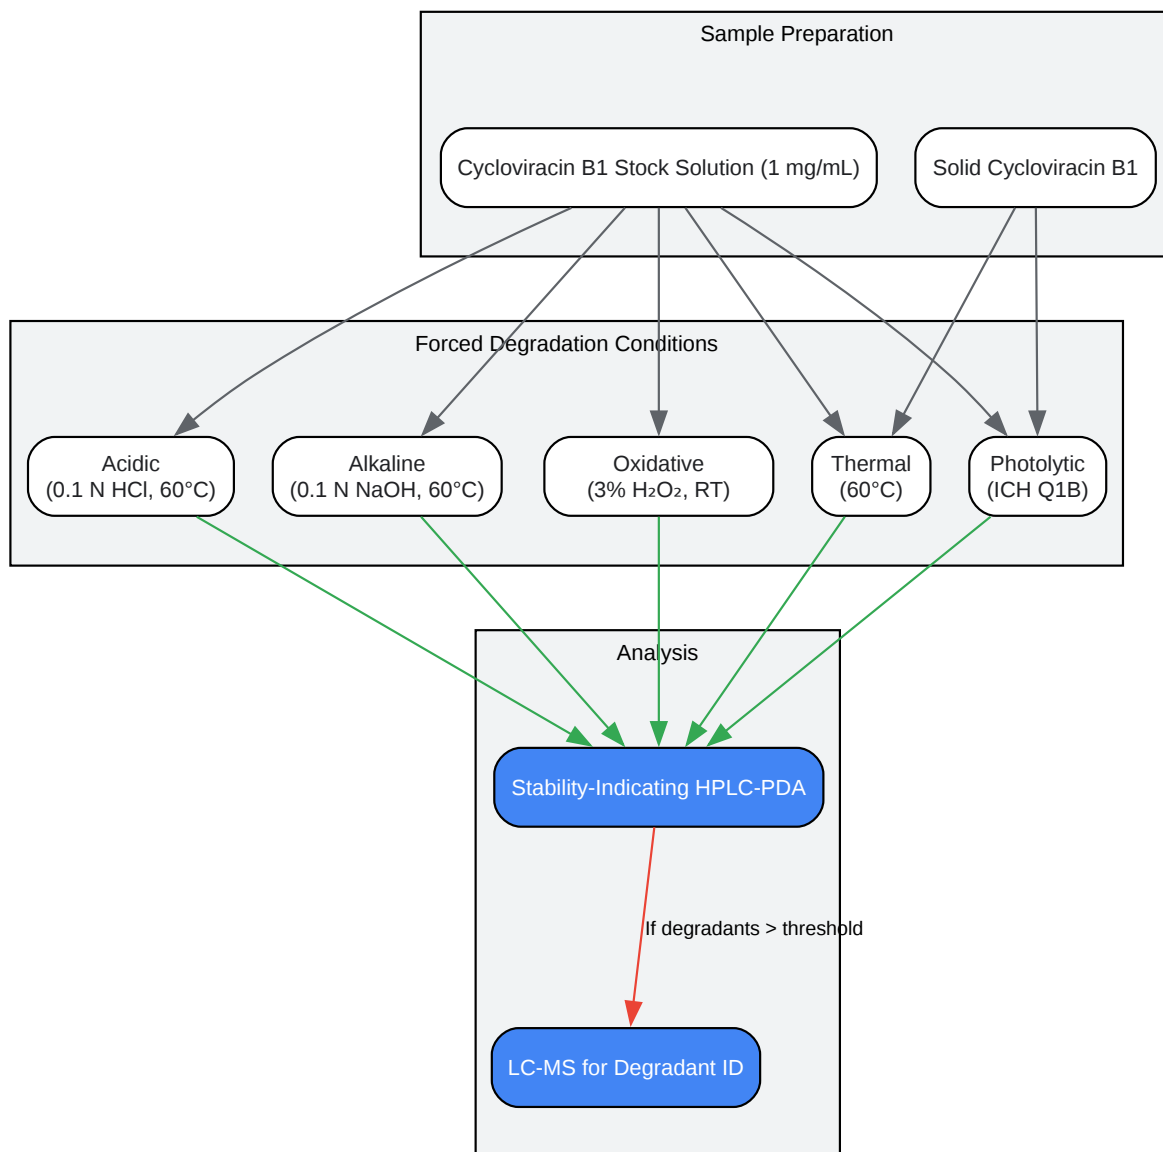 Sample Preparation
Cycloviracin B1 Stock Solution (1 mg/mL)
Solid Cycloviracin B1
Forced Degradation Conditions
Acidic
(0.1 N HCl, 60°C)
Alkaline
(0.1 N NaOH, 60°C)
Oxidative
(3% H₂O₂, RT)
Thermal
(60°C)
Photolytic
(ICH Q1B)
Analysis
Stability-Indicating HPLC-PDA
If degradants > threshold
LC-MS for Degradant ID